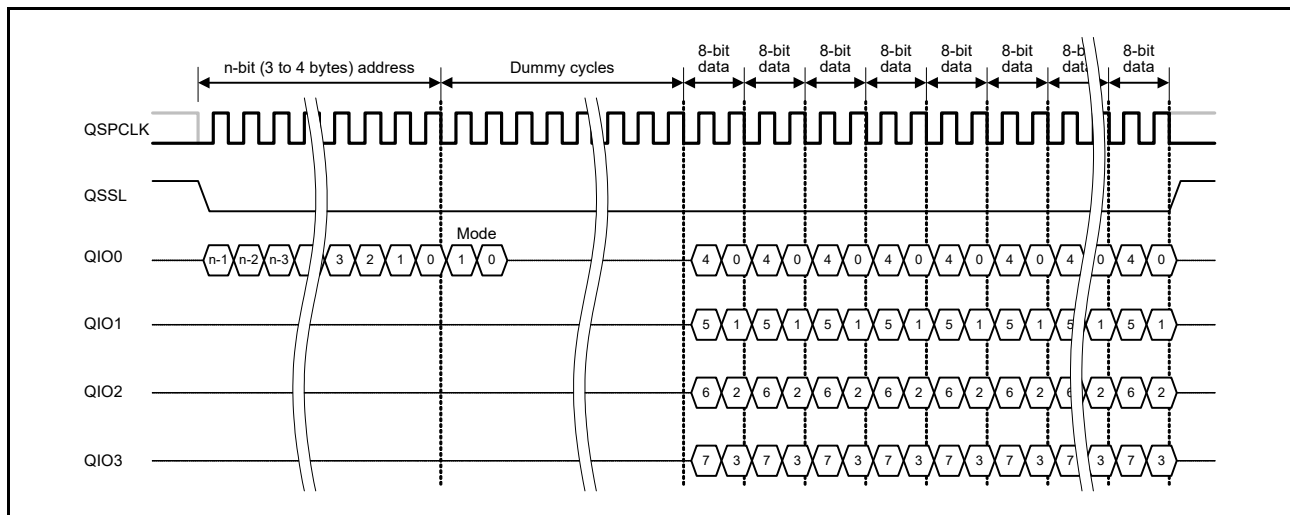 8-bit data 8-bit data 8-bit data 8-bit data 8-bit data 8-bit data 8-b data 8-bit data
n-bit (3 to 4 bytes) address Dummy cycles
QSPCLK
QSSL
Mode
QIO0 n-1 n-2 n-3 3 2 1 0 1 0 4 0 4 0 4 0 4 0 4 0 4 0 4 0 4 0
QIO1 5 1 5 1 5 1 5 1 5 1 5 1 5 1 5 1
QIO2 6 2 6 2 6 2 6 2 6 2 6 2 6 2 6 2
QIO3 7 3 7 3 7 3 7 3 7 3 7 3 7 3 7 3